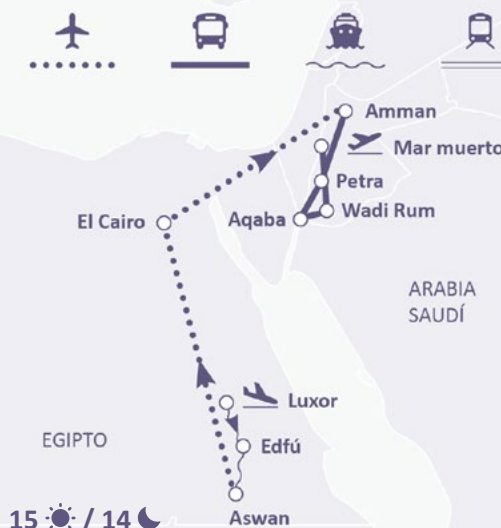 Amman
Mar muerto
Petra
El Cairo
Aqaba
Wadi Rum
ARABIA
SAUDÍ
Luxor
EGIPTO
Edfú
15 / 14
Aswan